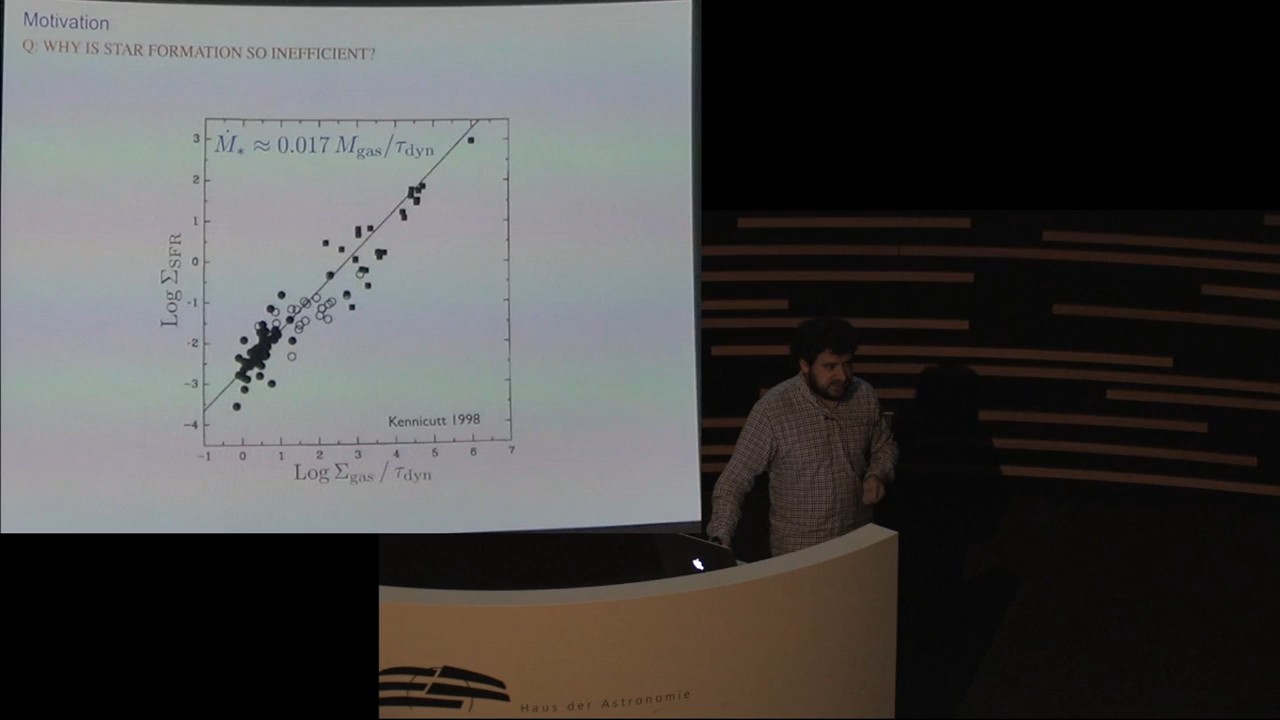 Motivation
Q: WHY IS STAR FORMATION SO INEFFICIENT?
Ṁ* ≈ 0.017 Mgas/τdyn
3
2
1
0
-1
-2
-3
-4
Log ΣSFR
Kennicutt 1998
-1 0 1 2 3 4 5 6 7
Log Σgas / τdyn
Haus der Astronomie